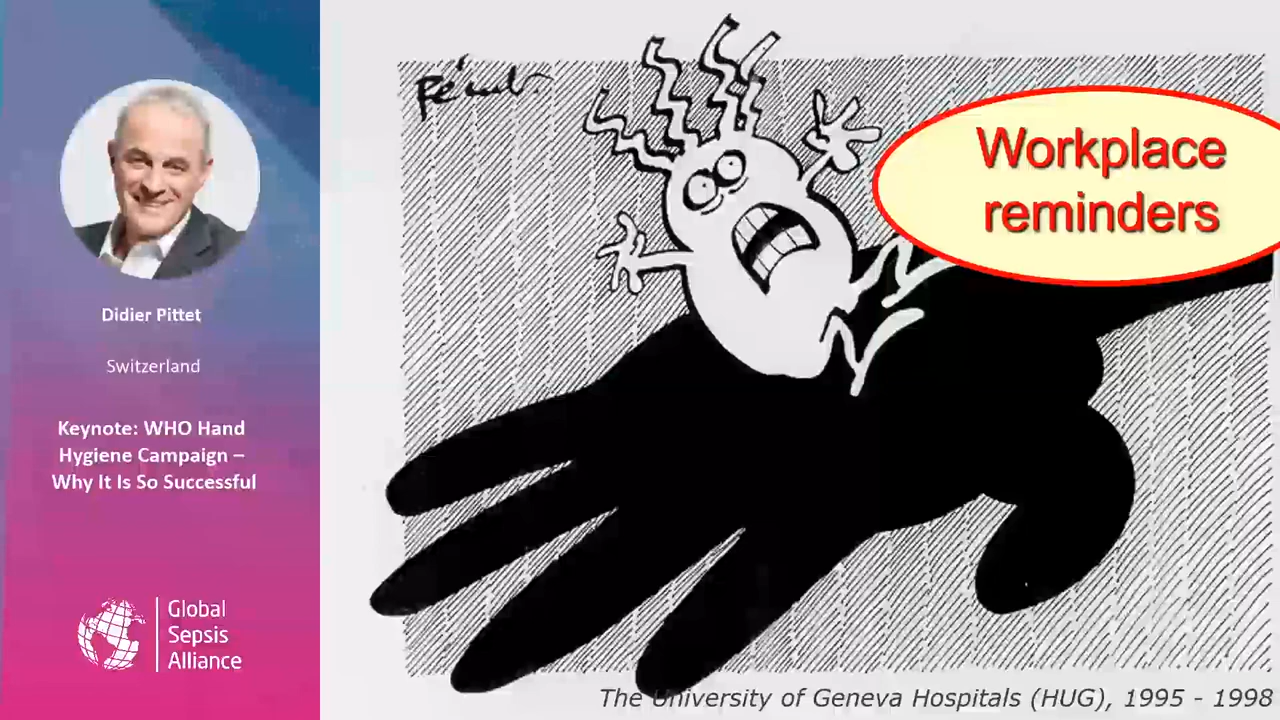 Didier Pittet
Switzerland
Keynote: WHO Hand
Hygiene Campaign –
Why It Is So Successful
Global
Sepsis
Alliance
Workplace
reminders
The University of Geneva Hospitals (HUG), 1995 - 1998